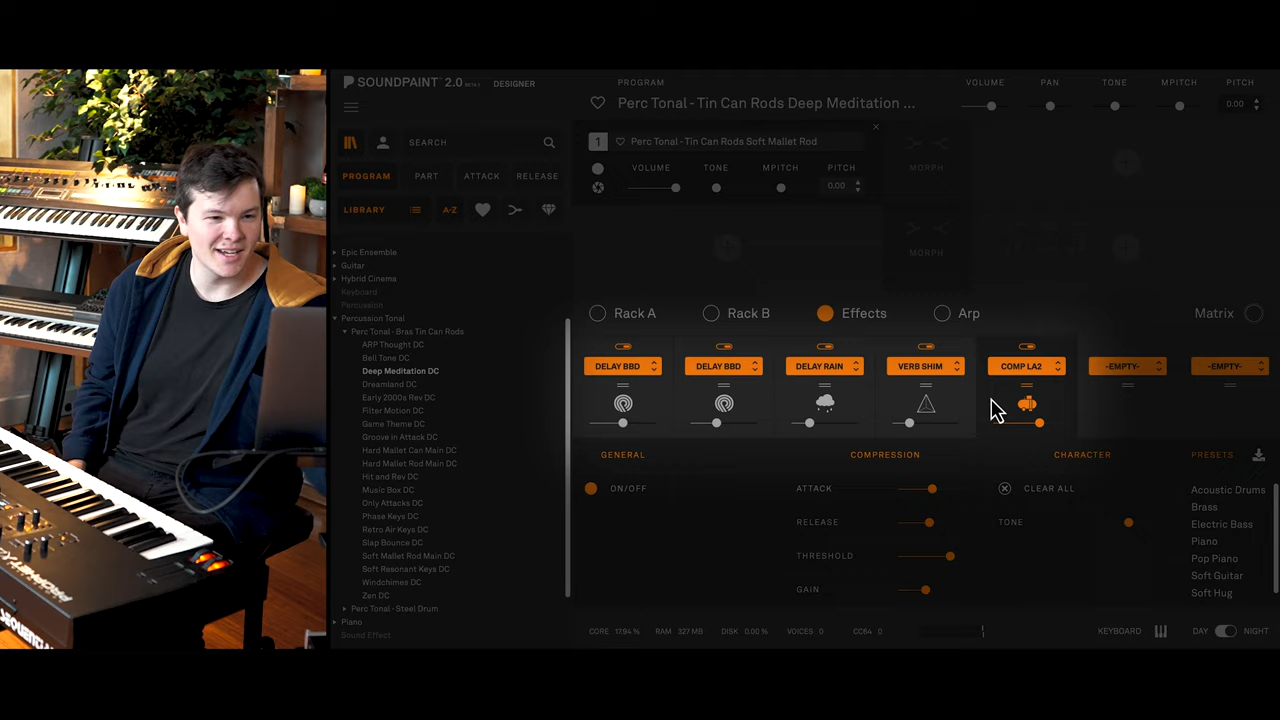 SOUNDPAINT 2.0
DESIGNER
PROGRAM
Perc Tonal - Tin Can Rods Deep Meditation ...
VOLUME
PAN
TONE
MPITCH
PITCH
0.00
SEARCH
PROGRAM
PART
ATTACK
RELEASE
LIBRARY
A-Z
1
Perc Tonal - Tin Can Rods Soft Mallet Rod
VOLUME
TONE
MPITCH
PITCH
0.00
MORPH
MORPH
Epic Ensemble
Guitar
Hybrid Cinema
Keyboard
Percussion
Percussion Tonal
Perc Tonal - Bras Tin Can Rods
ARP Thought DC
Bell Tone DC
Deep Meditation DC
Dreamland DC
Early 2000s Rev DC
Filter Motion DC
Game Theme DC
Groove in Attack DC
Hard Mallet Can Main DC
Hard Mallet Rod Main DC
Hit and Rev DC
Music Box DC
Only Attacks DC
Phase Keys DC
Retro Air Keys DC
Slap Bounce DC
Soft Mallet Rod Main DC
Soft Resonant Keys DC
Windchimes DC
Zen DC
Perc Tonal - Steel Drum
Piano
Sound Effect
Rack A
Rack B
Effects
Arp
Matrix
DELAY BBD
DELAY BBD
DELAY RAIN
VERB SHIM
COMP LA2
-EMPTY-
-EMPTY-
GENERAL
COMPRESSION
CHARACTER
PRESETS
ON/OFF
ATTACK
RELEASE
THRESHOLD
GAIN
CLEAR ALL
TONE
Acoustic Drums
Brass
Electric Bass
Piano
Pop Piano
Soft Guitar
Soft Hug
CORE 17.94 %
RAM 327 MB
DISK 0.00 %
VOICES 0
CC64 0
KEYBOARD
DAY
NIGHT
SEQUENTIAL